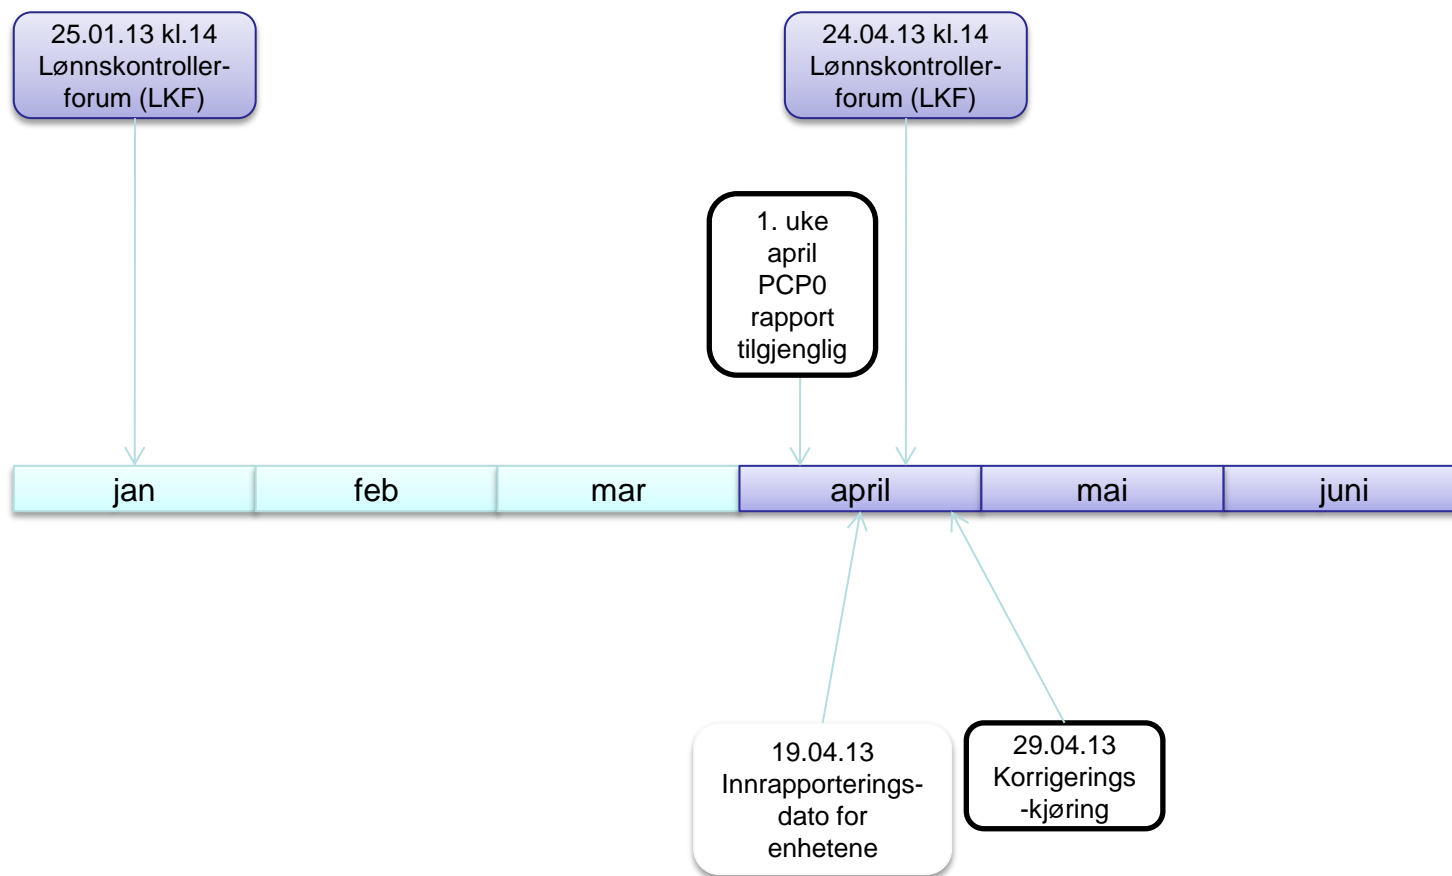 25.01.13 kl.14
Lønnskontroller-
forum (LKF)
24.04.13 kl.14
Lønnskontroller-
forum (LKF)
1. uke
april
PCP0
rapport
tilgjenglig
jan
feb
mar
april
mai
juni
19.04.13
Innrapporterings-
dato for
enhetene
29.04.13
Korrigerings
-kjøring